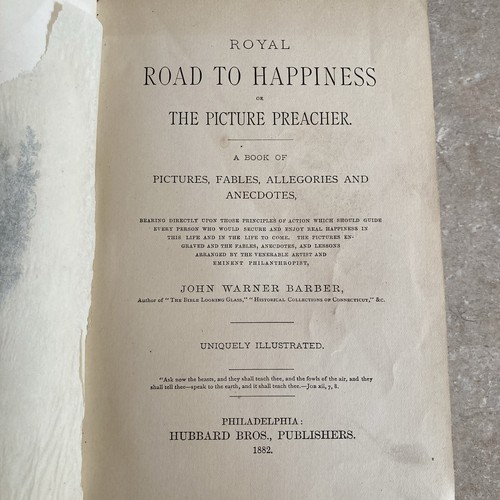 ROYAL
ROAD TO HAPPINESS
OR
THE PICTURE PREACHER.
A BOOK OF
PICTURES, FABLES, ALLEGORIES AND
ANECDOTES,
BEARING DIRECTLY UPON THOSE PRINCIPLES OF ACTION WHICH SHOULD GUIDE
EVERY PERSON WHO WOULD SECURE AND ENJOY REAL HAPPINESS IN
THIS LIFE AND IN THE LIFE TO COME. THE PICTURES EN-
GRAVED AND THE FABLES, ANECDOTES, AND LESSONS
ARRANGED BY THE VENERABLE ARTIST AND
EMINENT PHILANTHROPIST,
JOHN WARNER BARBER,
Author of "The Bible Looking Glass," "Historical Collections of Connecticut," &c.
UNIQUELY ILLUSTRATED.
"Ask now the beasts, and they shall teach thee, and the fowls of the air, and they
shall tell thee—speak to the earth, and it shall teach thee.—Job xii, 7, 8.
PHILADELPHIA:
HUBBARD BROS., PUBLISHERS.
1882.